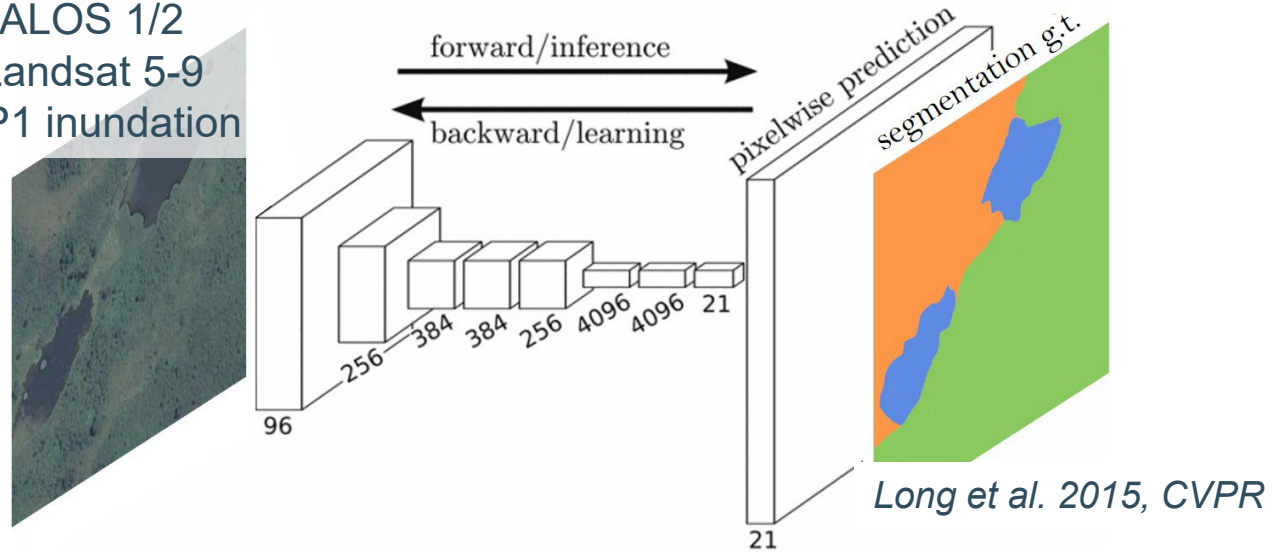 ALOS 1/2
Landsat 5-9
P1 inundation
forward/inference
backward/learning
pixelwise prediction
segmentation g.t.
96
256
384
384
256
4096
4096
21
21
Long et al. 2015, CVPR